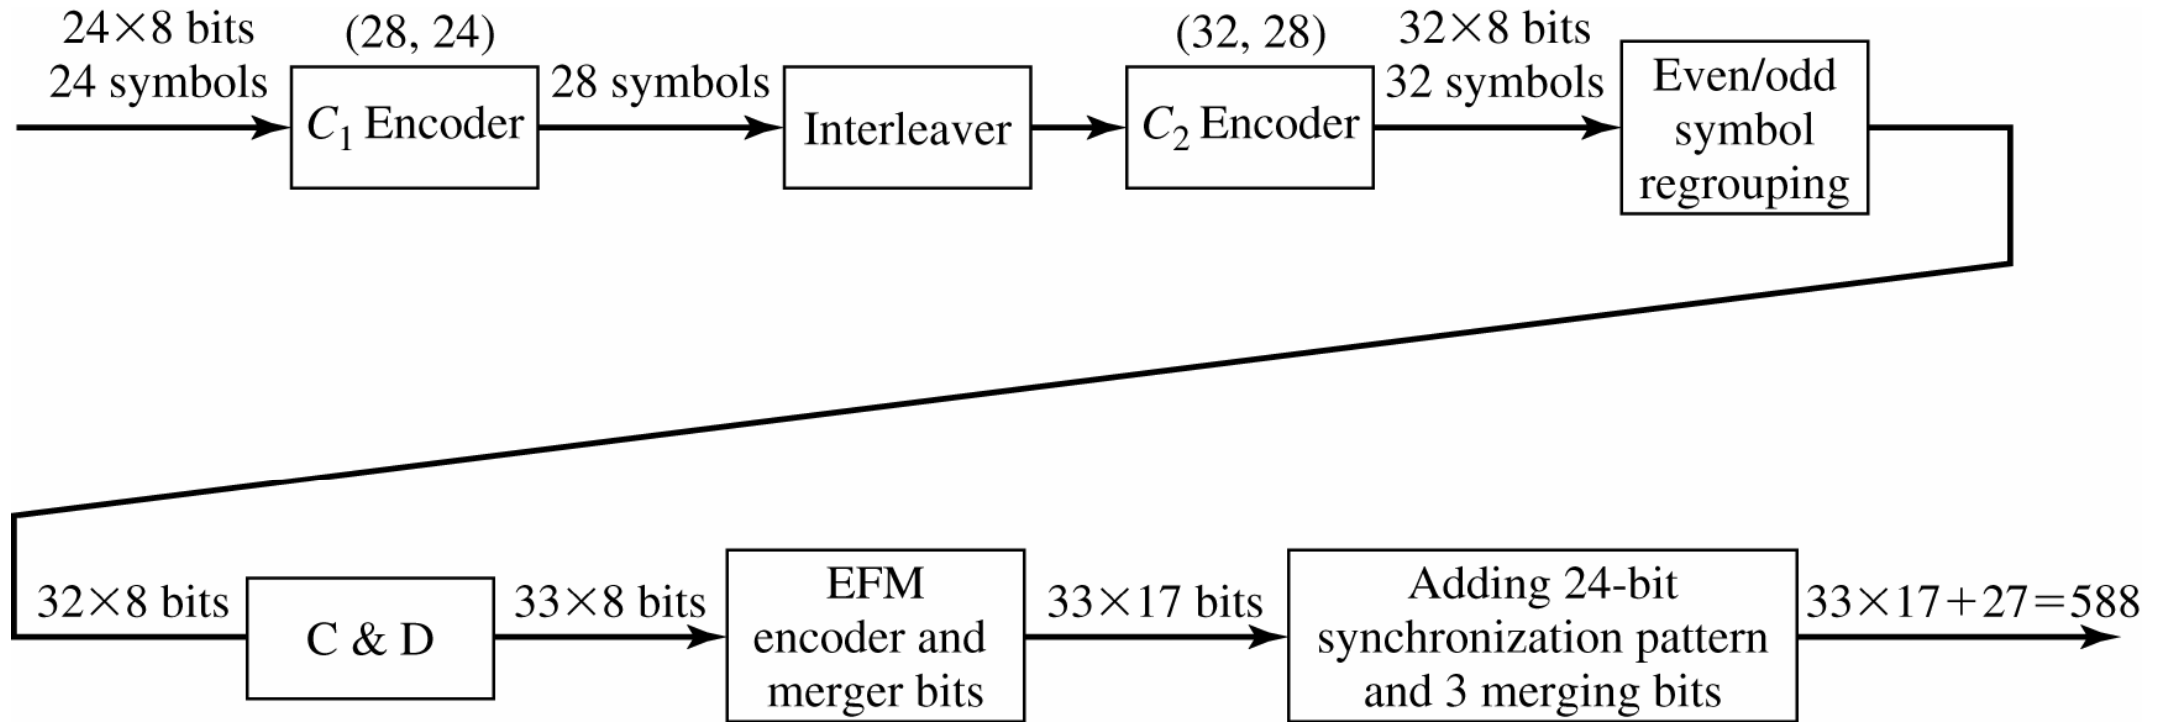 24×8 bits
24 symbols
(28, 24)
C₁ Encoder
28 symbols
Interleaver
(32, 28)
C₂ Encoder
32×8 bits
32 symbols
Even/odd
symbol
regrouping
32×8 bits
C & D
33×8 bits
EFM
encoder and
merger bits
33×17 bits
Adding 24-bit
synchronization pattern
and 3 merging bits
33×17+27=588